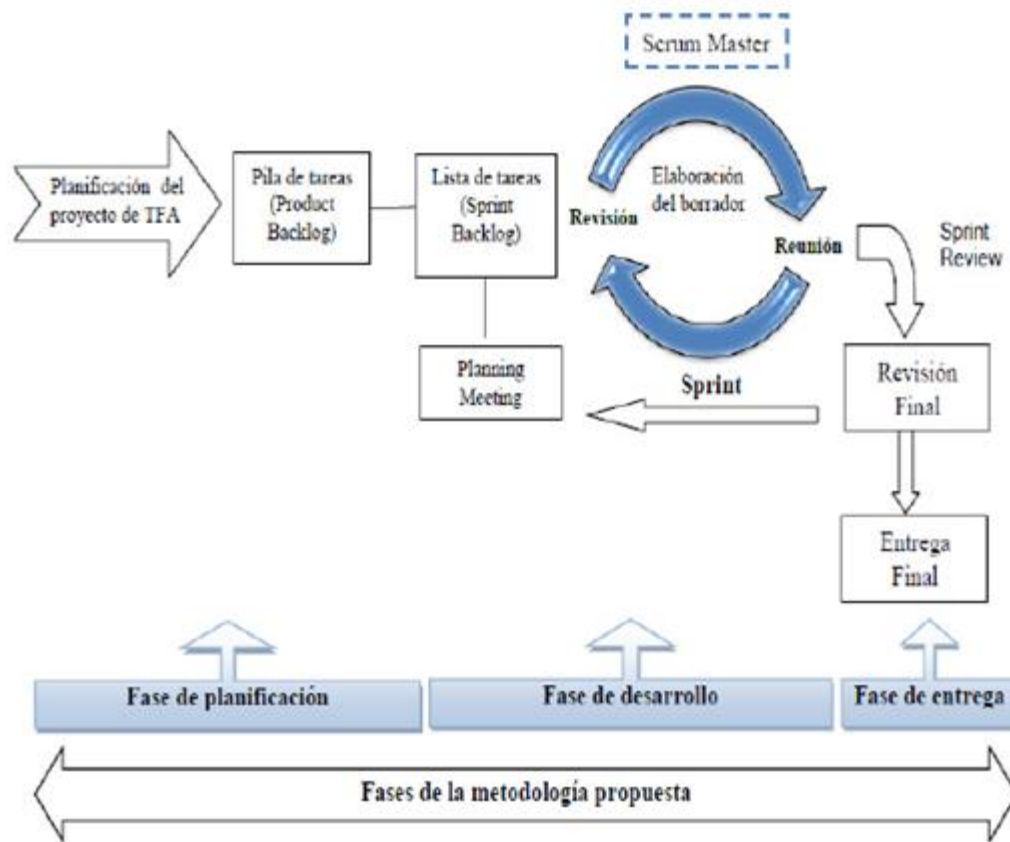 Scrum Master
Planificación del
proyecto de TFA
Pila de tareas
(Product
Backlog)
Lista de tareas
(Sprint
Backlog)
Revisión
Elaboración
del borrador
Reunión
Sprint
Review
Planning
Meeting
Sprint
Revisión
Final
Entrega
Final
Fase de planificación
Fase de desarrollo
Fase de entrega
Fases de la metodología propuesta